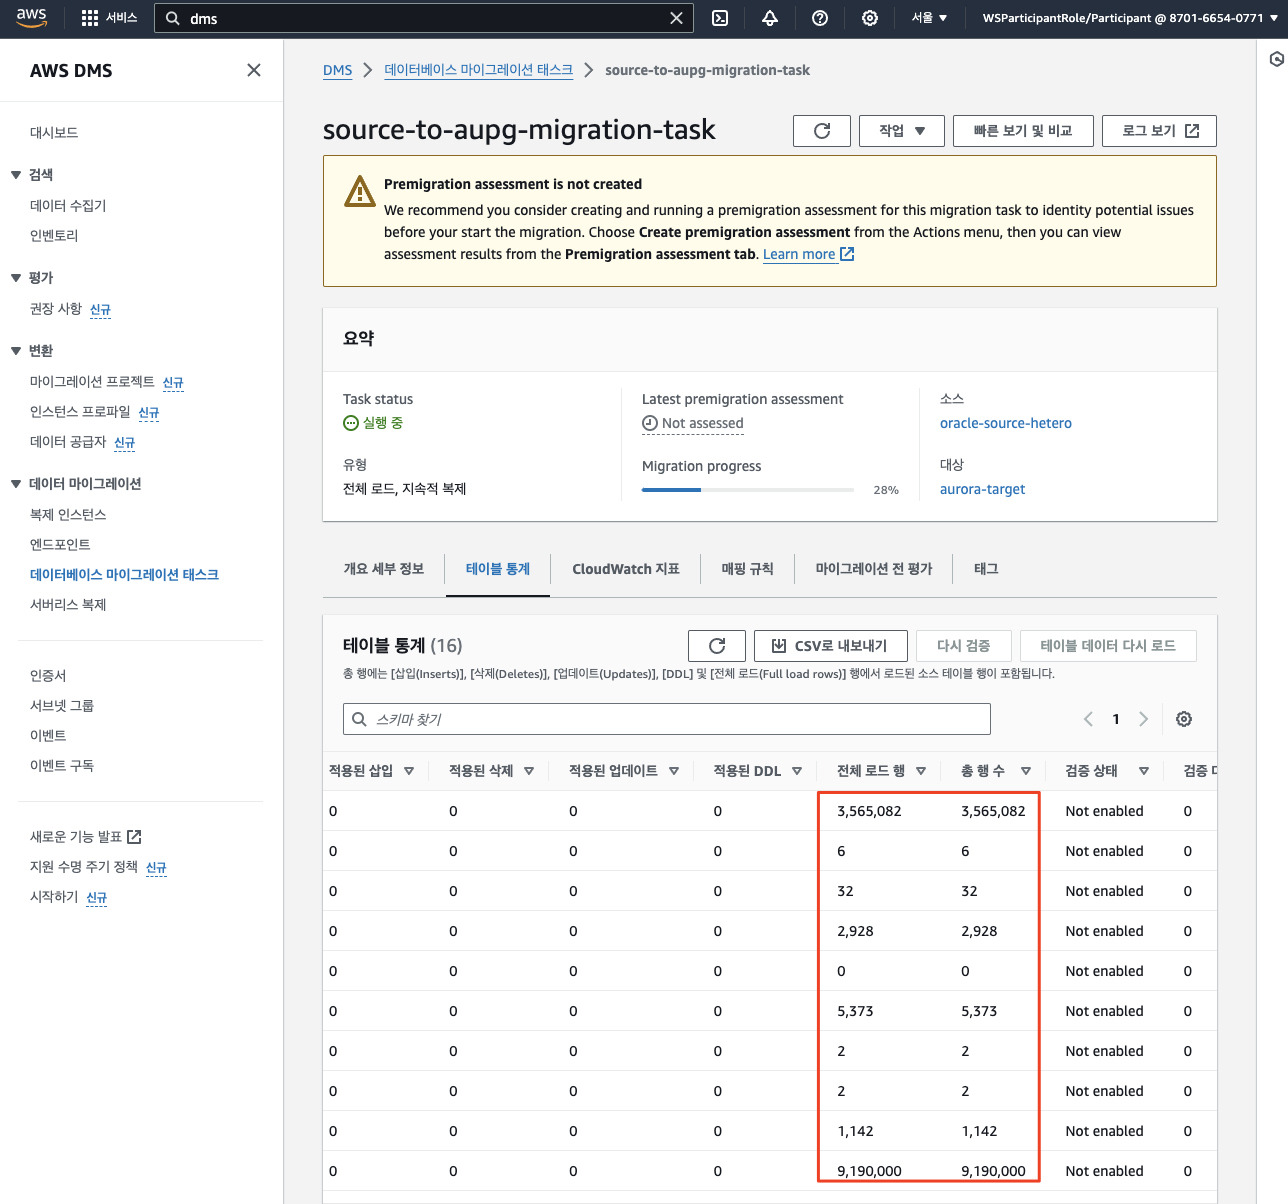 aws 서비스 dms 서울 WSParticipantRole/Participant @ 8701-6654-0771
AWS DMS
대시보드
검색
데이터 수집기
인벤토리
평가
권장 사항 신규
변환
마이그레이션 프로젝트 신규
인스턴스 프로파일 신규
데이터 공급자 신규
데이터 마이그레이션
복제 인스턴스
엔드포인트
데이터베이스 마이그레이션 태스크
서버리스 복제
인증서
서브넷 그룹
이벤트
이벤트 구독
새로운 기능 발표
지원 수명 주기 정책 신규
시작하기 신규
DMS 데이터베이스 마이그레이션 태스크 source-to-aupg-migration-task
source-to-aupg-migration-task
작업 빠른 보기 및 비교 로그 보기
Premigration assessment is not created
We recommend you consider creating and running a premigration assessment for this migration task to identity potential issues
before your start the migration. Choose Create premigration assessment from the Actions menu, then you can view
assessment results from the Premigration assessment tab. Learn more
요약
Task status
실행 중
유형
전체 로드, 지속적 복제
Latest premigration assessment
Not assessed
Migration progress
28%
소스
oracle-source-hetero
대상
aurora-target
개요 세부 정보 테이블 통계 CloudWatch 지표 매핑 규칙 마이그레이션 전 평가 태그
테이블 통계 (16) CSV로 내보내기 다시 검증 테이블 데이터 다시 로드
총 행에는 [삽입(Inserts)], [삭제(Deletes)], [업데이트(Updates)], [DDL] 및 [전체 로드(Full load rows)] 행에서 로드된 소스 테이블 행이 포함됩니다.
스키마 찾기 1
적용된 삽입 적용된 삭제 적용된 업데이트 적용된 DDL 전체 로드 행 총 행 수 검증 상태 검증
0 0 0 0 3,565,082 3,565,082 Not enabled 0
0 0 0 0 6 6 Not enabled 0
0 0 0 0 32 32 Not enabled 0
0 0 0 0 2,928 2,928 Not enabled 0
0 0 0 0 0 0 Not enabled 0
0 0 0 0 5,373 5,373 Not enabled 0
0 0 0 0 2 2 Not enabled 0
0 0 0 0 2 2 Not enabled 0
0 0 0 0 1,142 1,142 Not enabled 0
0 0 0 0 9,190,000 9,190,000 Not enabled 0